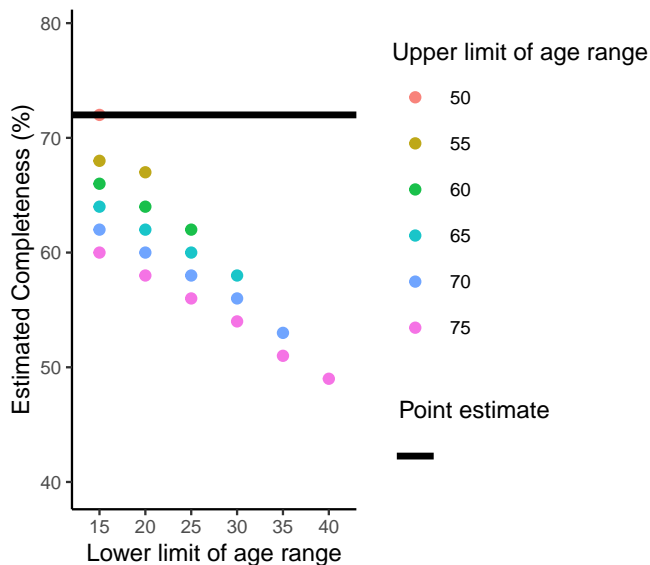 80
70
60
50
40
Estimated Completeness (%)
15 20 25 30 35 40
Lower limit of age range
Upper limit of age range
50
55
60
65
70
75
Point estimate